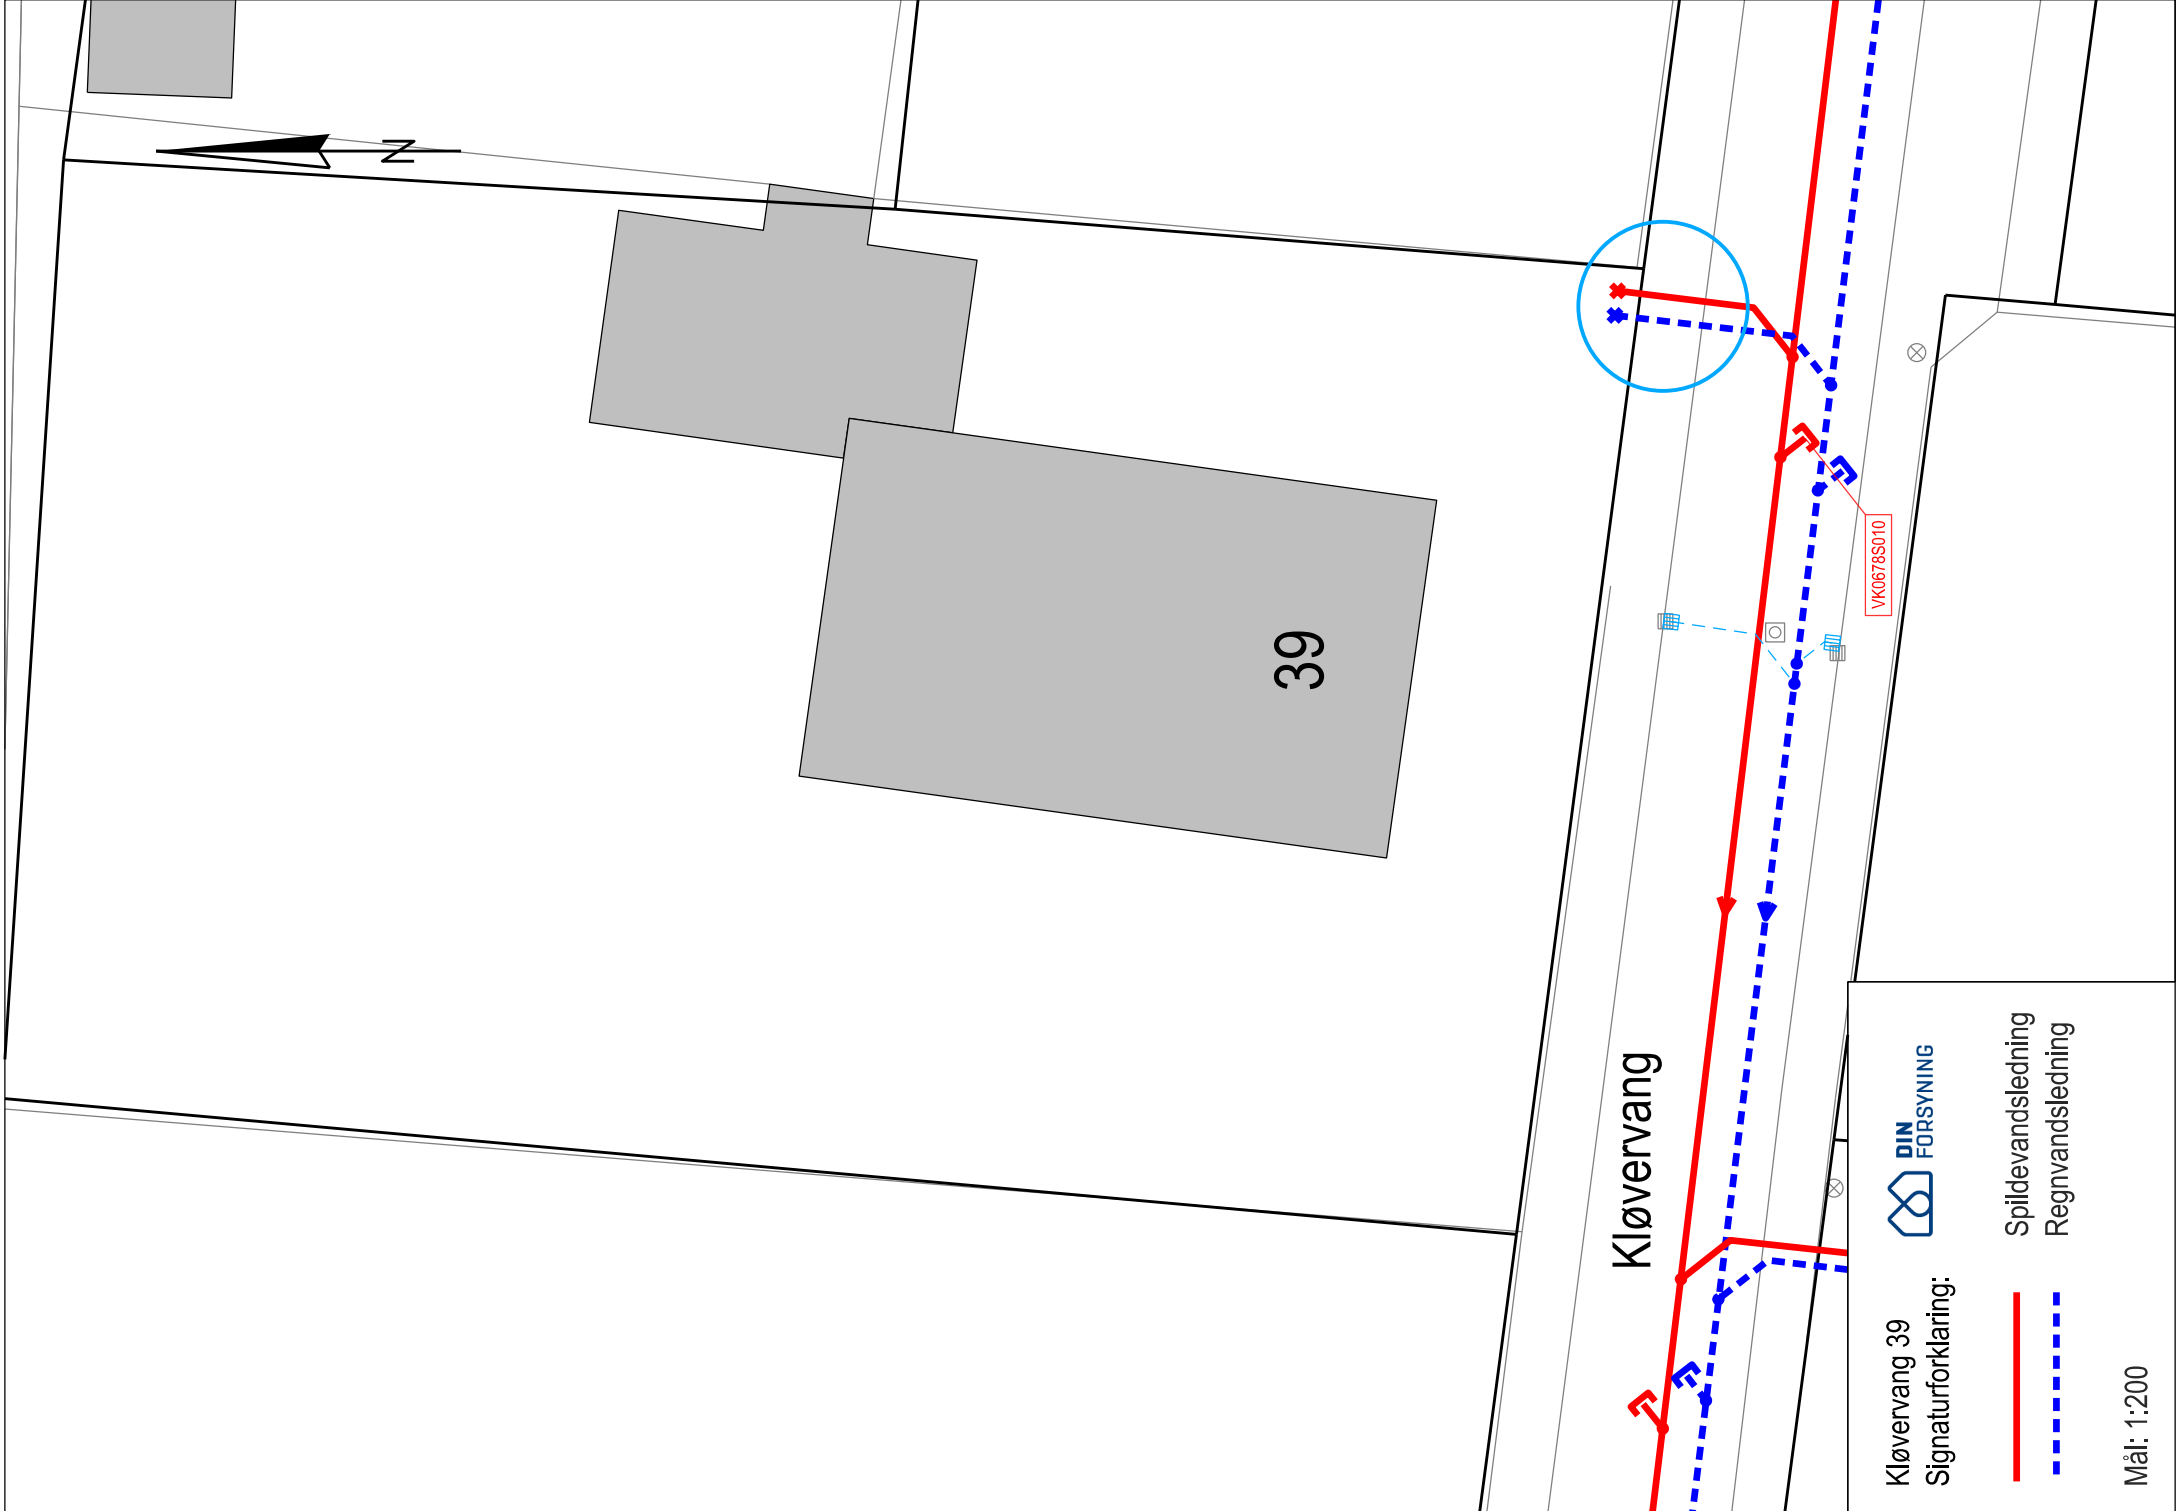 N
39
VK0678S010
Kløvervang
Kløvervang 39
Signaturforklaring:
DIN
FORSYNING
Spildevandsledning
Regnvandsledning
Mål: 1:200